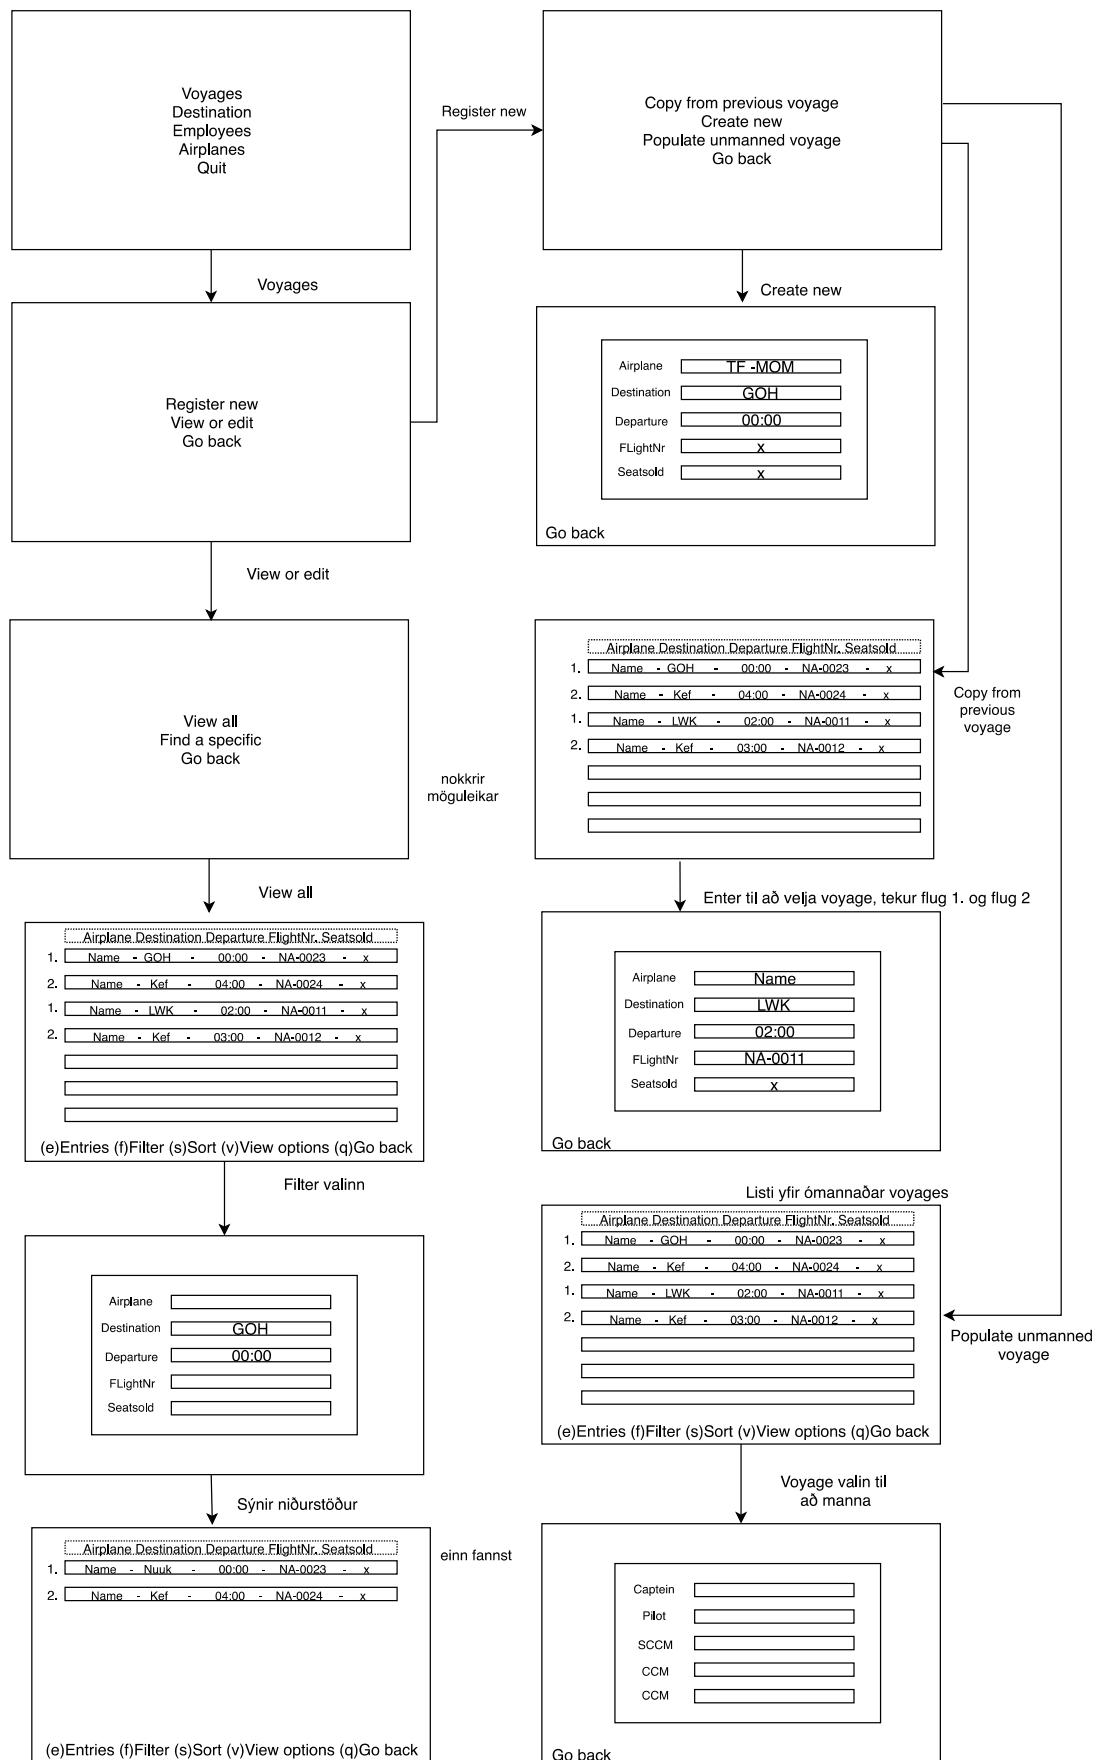 Voyages
Destination
Employees
Airplanes
Quit
Voyages
Register new
View or edit
Go back
View or edit
View all
Find a specific
Go back
nokkrir
möguleikar
View all
Airplane Destination Departure FlightNr. Seatsold
1. Name - GOH - 00:00 - NA-0023 - x
2. Name - Kef - 04:00 - NA-0024 - x
1. Name - LWK - 02:00 - NA-0011 - x
2. Name - Kef - 03:00 - NA-0012 - x
(e)Entries (f)Filter (s)Sort (v)View options (q)Go back
Filter valinn
Airplane
Destination GOH
Departure 00:00
FLightNr
Seatsold
Sýnir niðurstöður
Airplane Destination Departure FlightNr. Seatsold
1. Name - Nuuk - 00:00 - NA-0023 - x
2. Name - Kef - 04:00 - NA-0024 - x
einn fannst
(e)Entries (f)Filter (s)Sort (v)View options (q)Go back
Register new
Copy from previous voyage
Create new
Populate unmanned voyage
Go back
Create new
Airplane TF -MOM
Destination GOH
Departure 00:00
FLightNr x
Seatsold x
Go back
Airplane Destination Departure FlightNr. Seatsold
1. Name - GOH - 00:00 - NA-0023 - x
2. Name - Kef - 04:00 - NA-0024 - x
1. Name - LWK - 02:00 - NA-0011 - x
2. Name - Kef - 03:00 - NA-0012 - x
Copy from
previous
voyage
Enter til að velja voyage, tekur flug 1. og flug 2
Airplane Name
Destination LWK
Departure 02:00
FLightNr NA-0011
Seatsold x
Go back
Listi yfir ómannaðar voyages
Airplane Destination Departure FlightNr. Seatsold
1. Name - GOH - 00:00 - NA-0023 - x
2. Name - Kef - 04:00 - NA-0024 - x
1. Name - LWK - 02:00 - NA-0011 - x
2. Name - Kef - 03:00 - NA-0012 - x
Populate unmanned
voyage
(e)Entries (f)Filter (s)Sort (v)View options (q)Go back
Voyage valin til
að manna
Captein
Pilot
SCCM
CCM
CCM
Go back